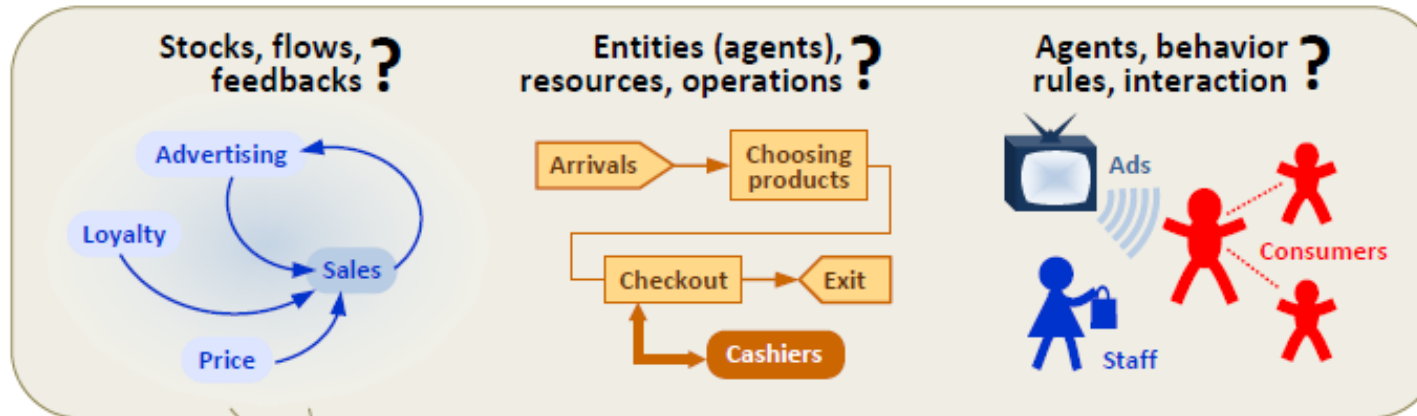 Stocks, flows,
feedbacks ?
Advertising
Loyalty
Sales
Price
Entities (agents),
resources, operations ?
Arrivals
Choosing
products
Checkout
Exit
Cashiers
Agents, behavior
rules, interaction ?
Ads
Consumers
Staff